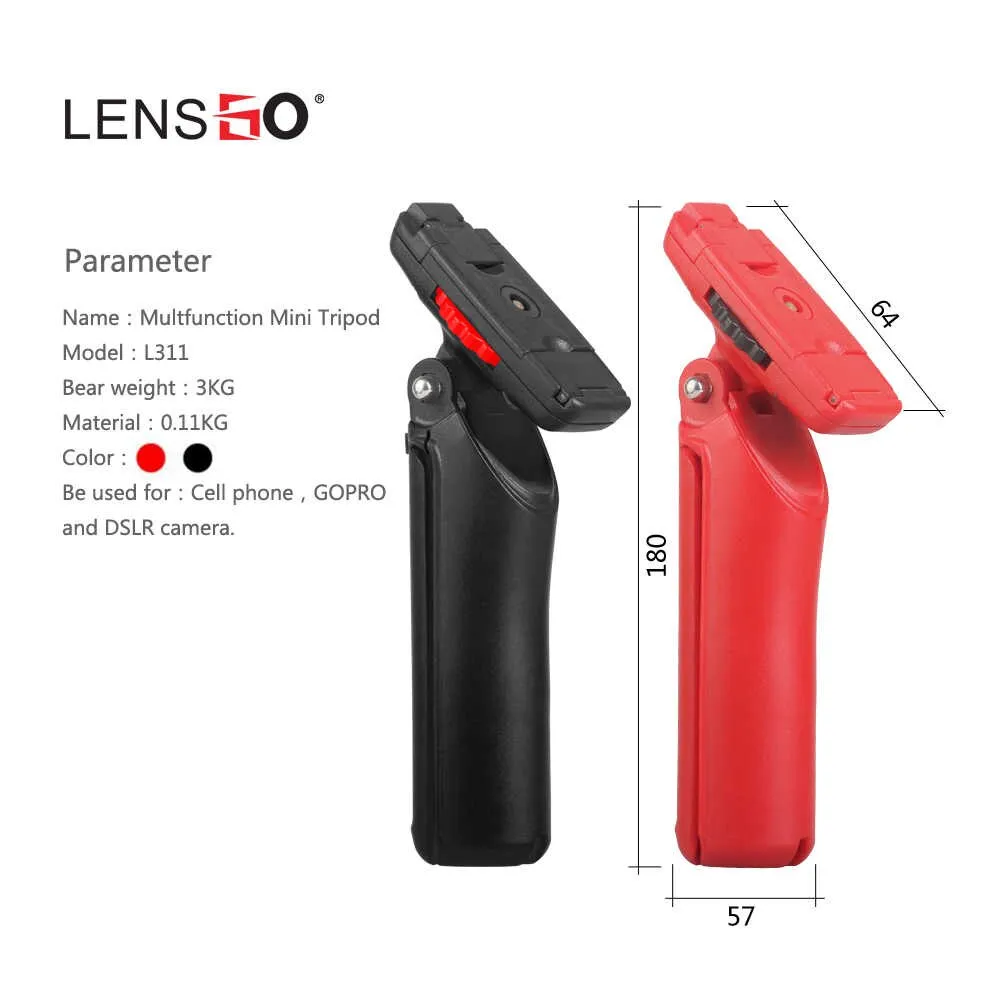 LENSGO®
Parameter
Name : Multfunction Mini Tripod
Model : L311
Bear weight : 3KG
Material : 0.11KG
Color :
Be used for : Cell phone , GOPRO
and DSLR camera.
64
180
57